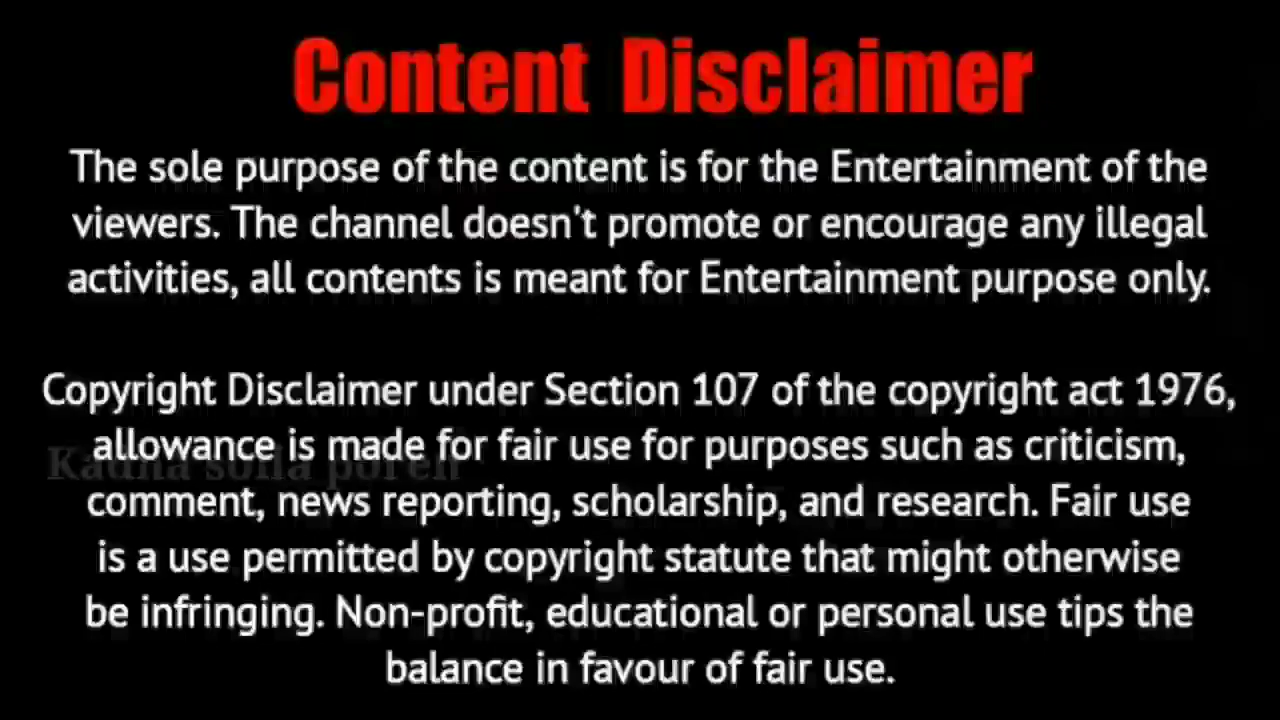 Content Disclaimer
The sole purpose of the content is for the Entertainment of the
viewers. The channel doesn't promote or encourage any illegal
activities, all contents is meant for Entertainment purpose only.
Copyright Disclaimer under Section 107 of the copyright act 1976,
allowance is made for fair use for purposes such as criticism,
Kadha solla poren
comment, news reporting, scholarship, and research. Fair use
is a use permitted by copyright statute that might otherwise
be infringing. Non-profit, educational or personal use tips the
balance in favour of fair use.